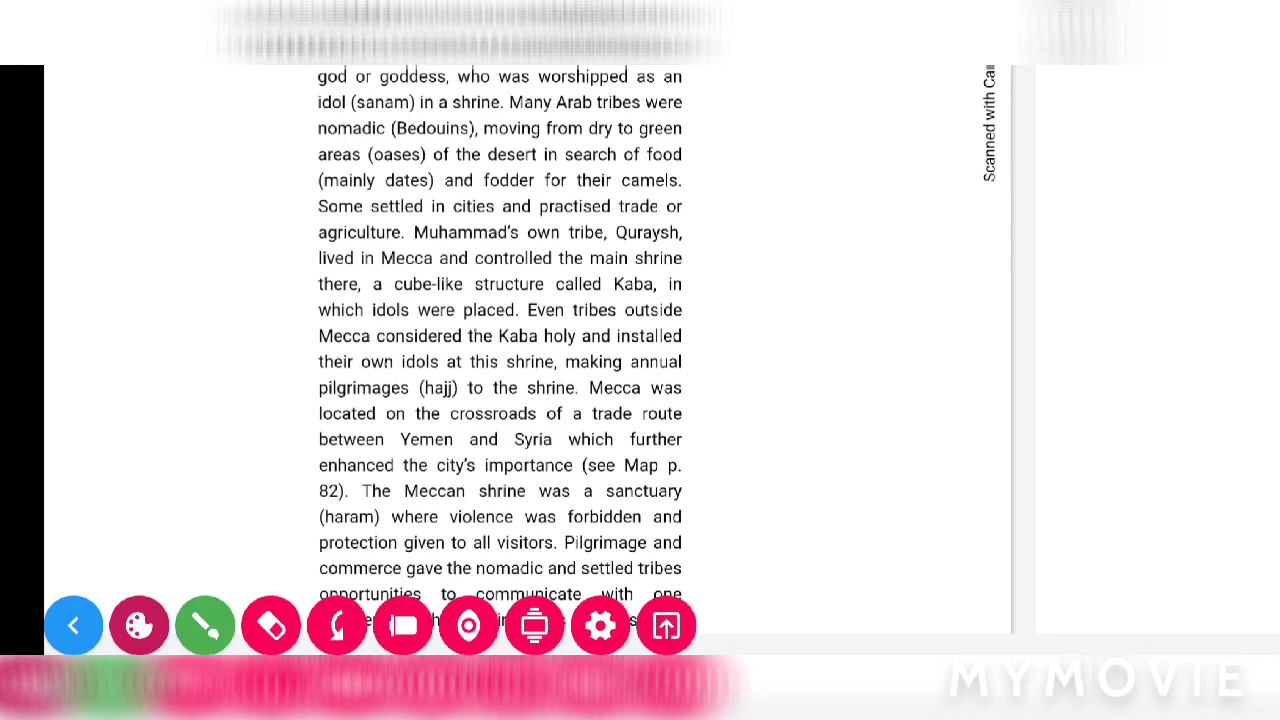 god or goddess, who was worshipped as an
idol (sanam) in a shrine. Many Arab tribes were
nomadic (Bedouins), moving from dry to green
areas (oases) of the desert in search of food
(mainly dates) and fodder for their camels.
Some settled in cities and practised trade or
agriculture. Muhammad's own tribe, Quraysh,
lived in Mecca and controlled the main shrine
there, a cube-like structure called Kaba, in
which idols were placed. Even tribes outside
Mecca considered the Kaba holy and installed
their own idols at this shrine, making annual
pilgrimages (hajj) to the shrine. Mecca was
located on the crossroads of a trade route
between Yemen and Syria which further
enhanced the city's importance (see Map p.
82). The Meccan shrine was a sanctuary
(haram) where violence was forbidden and
protection given to all visitors. Pilgrimage and
commerce gave the nomadic and settled tribes
opportunities to communicate with one
Scanned with
MYMOVIE